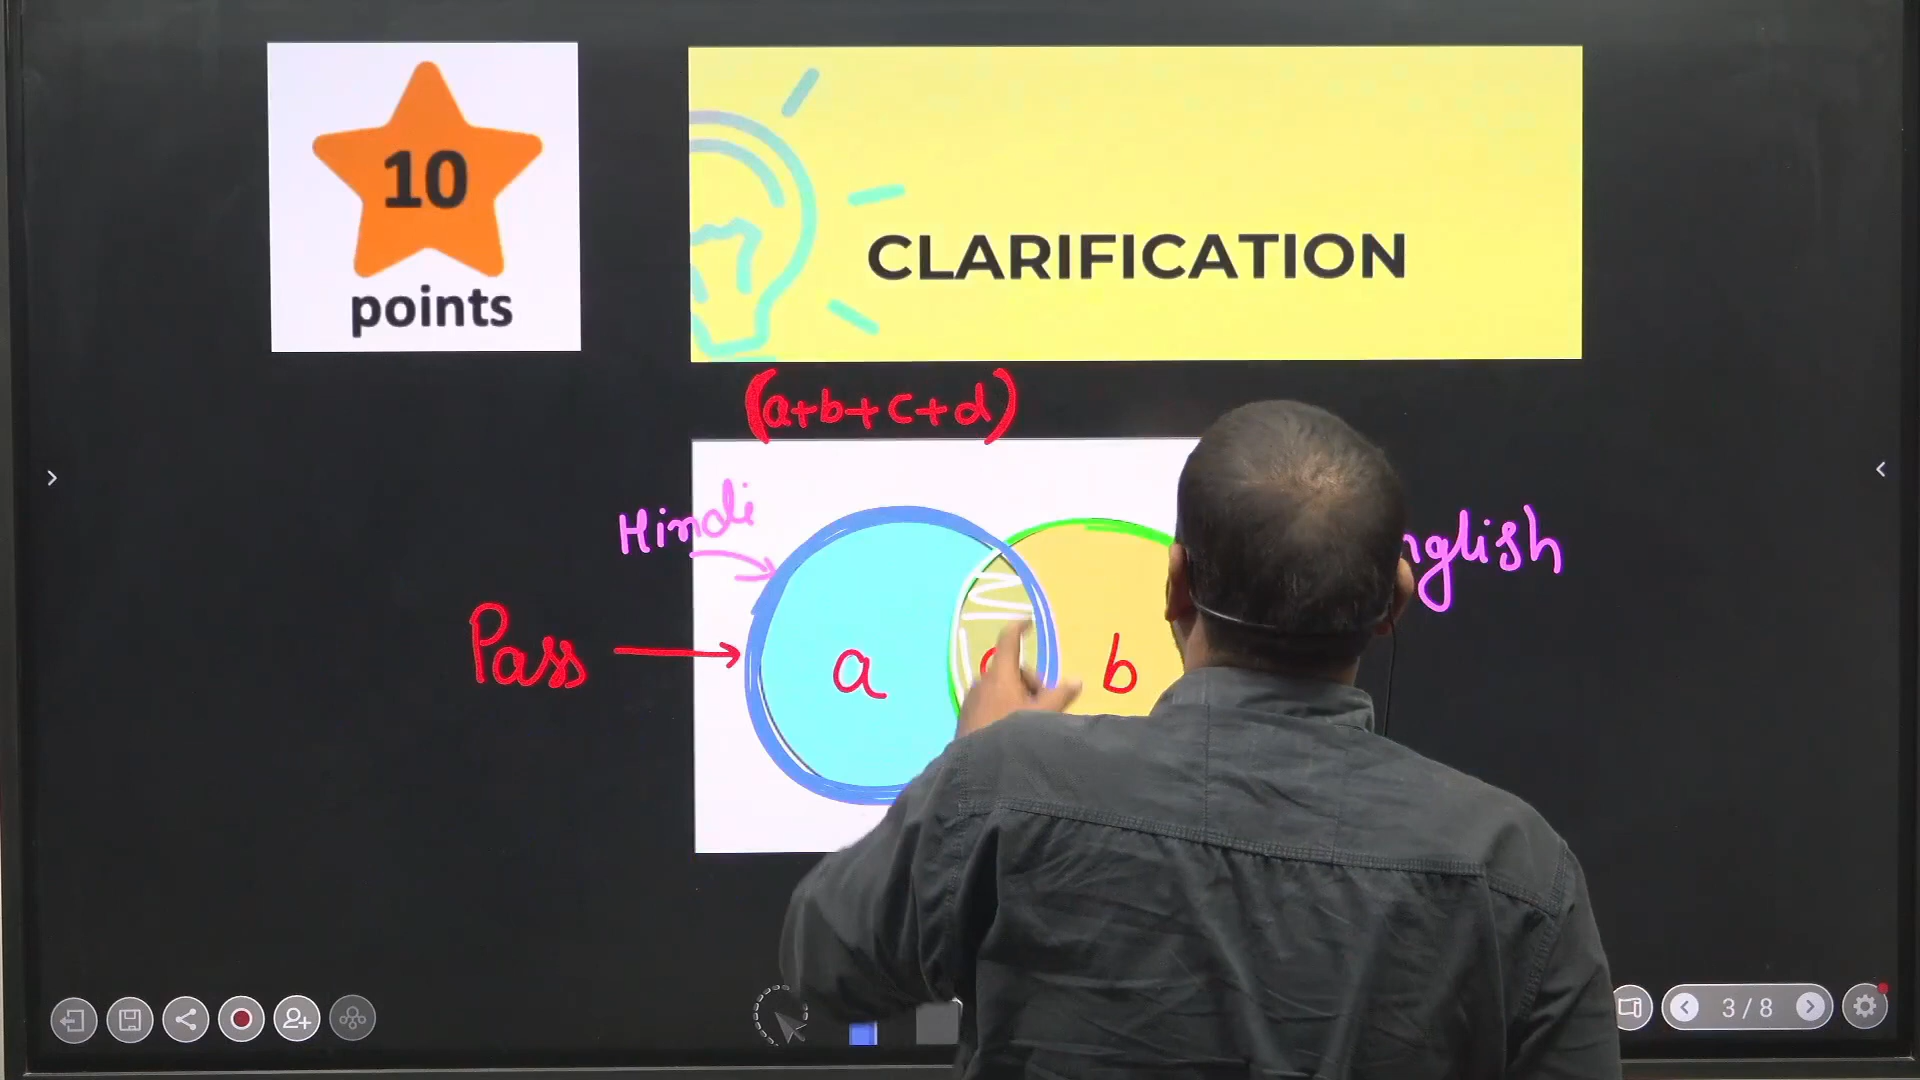 10
points
CLARIFICATION
(a+b+c+d)
Hindi
Pass
a
b
3 / 8